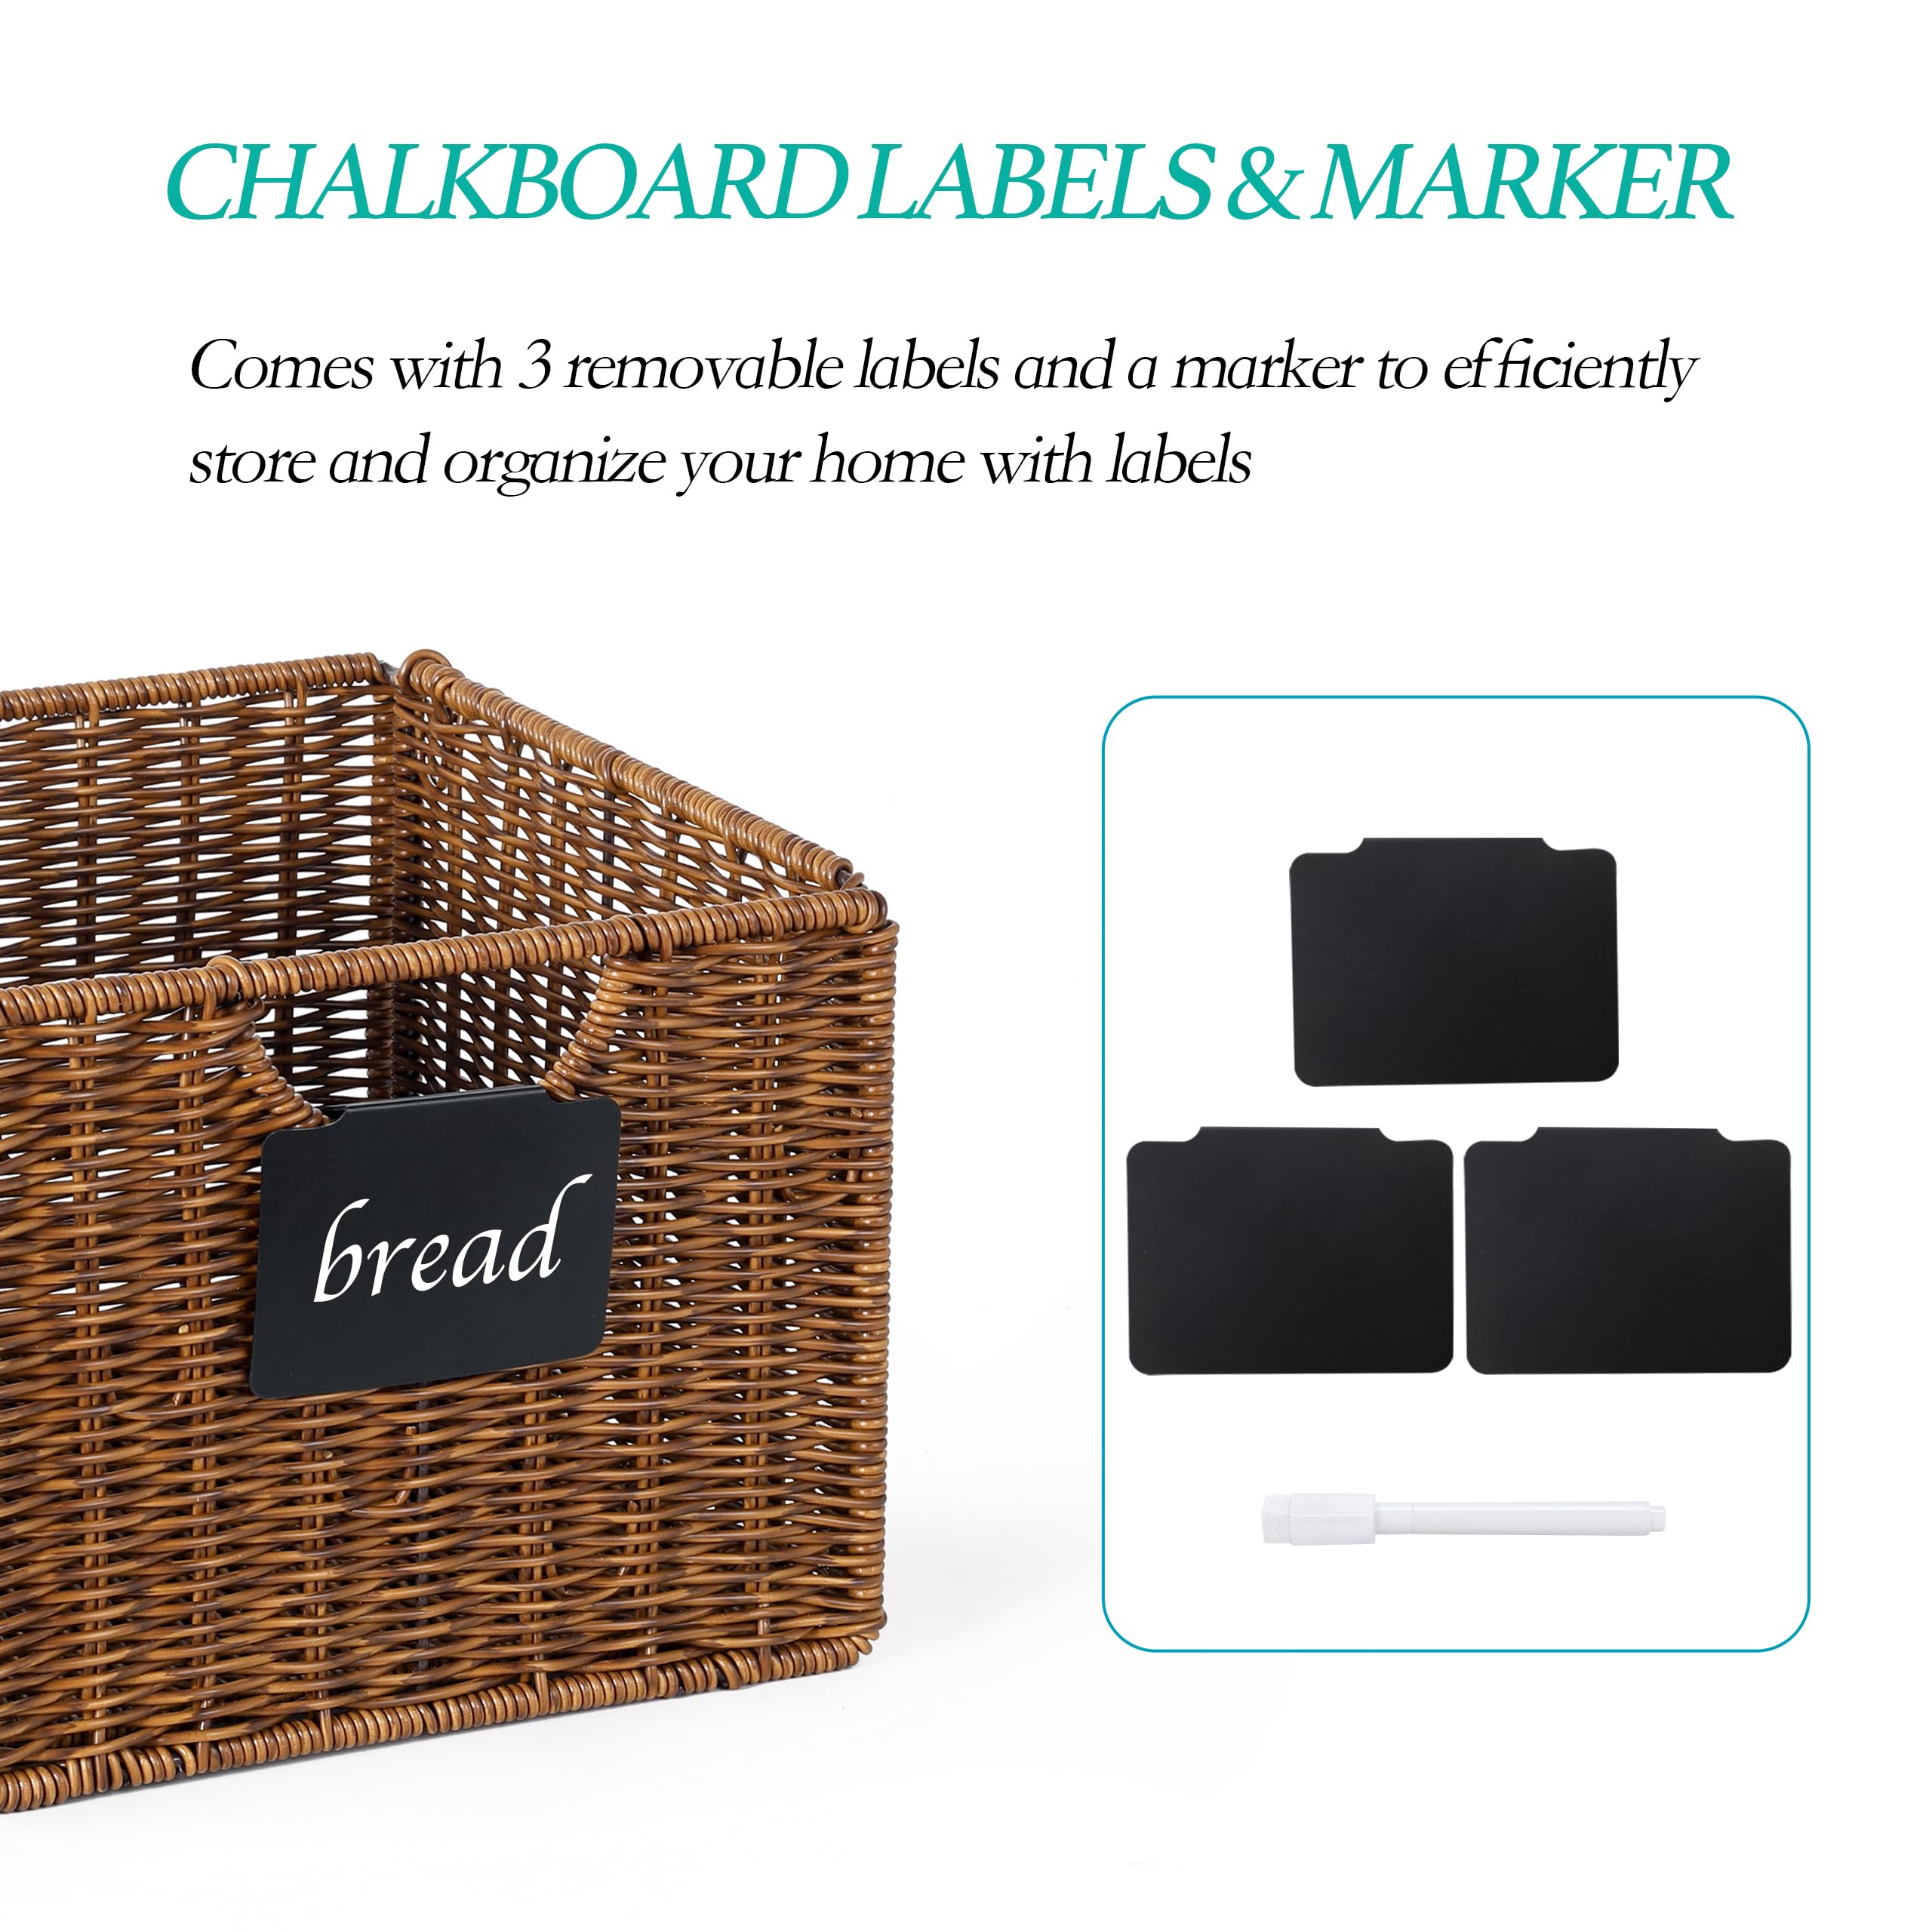 CHALKBOARD LABELS & MARKER
Comes with 3 removable labels and a marker to efficiently
store and organize your home with labels
bread